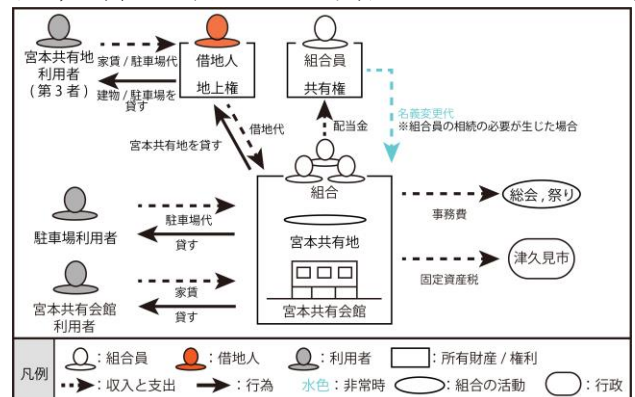 宮本共有地
利用者
(第3者)
家賃 / 駐車場代
建物 / 駐車場を
貸す
借地人
地上権
組合員
共有権
名義変更代
※組合員の相続の必要が生じた場合
借地代
宮本共有地を貸す
配当金
組合
宮本共有地
宮本共有会館
駐車場利用者
駐車場代
貸す
宮本共有会館
利用者
家賃
貸す
事務費
総会 , 祭り
固定資産税
津久見市
凡例
：組合員
：借地人
：利用者
：所有財産 / 権利
：収入と支出
：行為
水色：非常時
：組合の活動
：行政